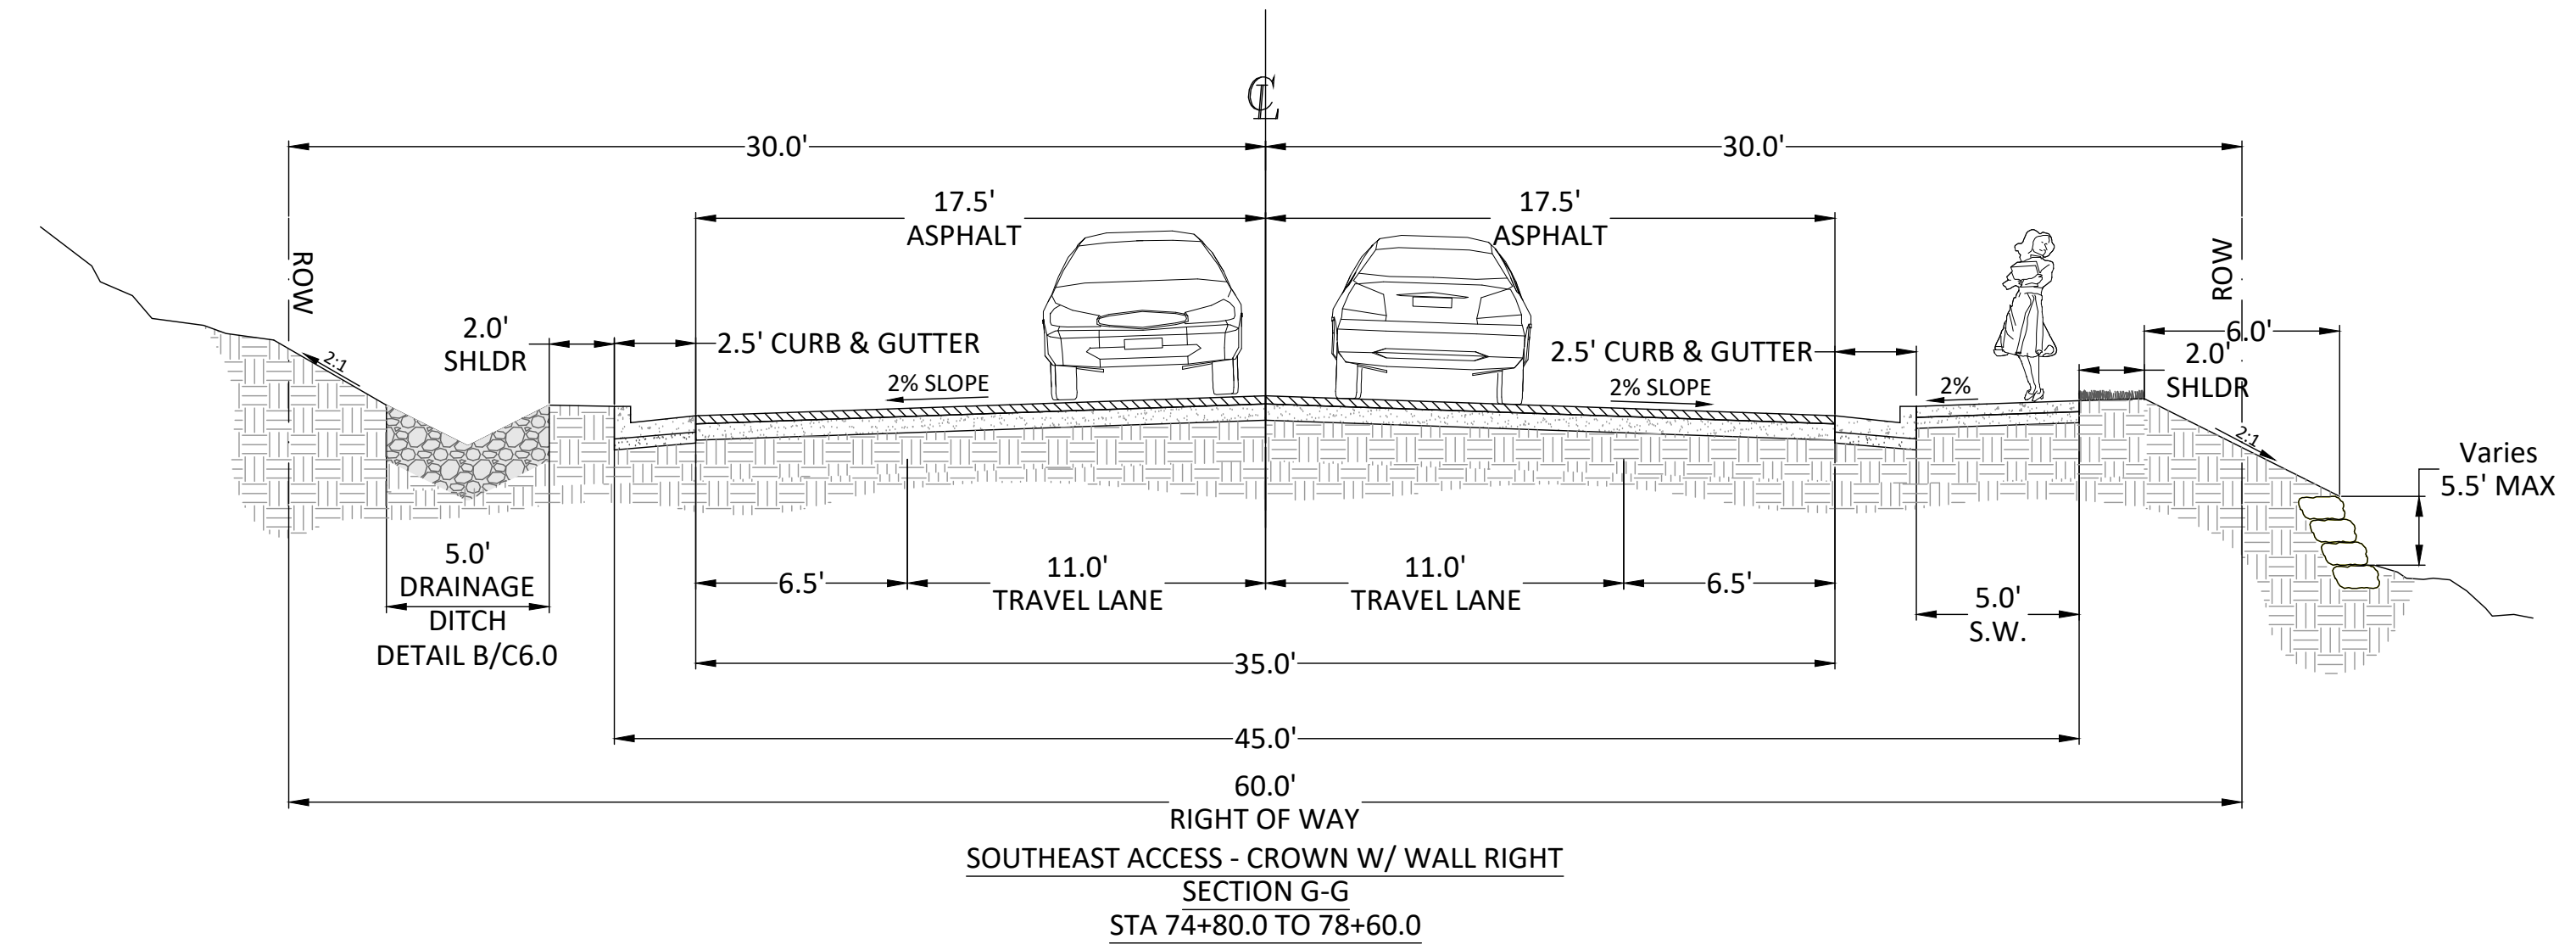 ℄
30.0'
30.0'
17.5'
ASPHALT
17.5'
ASPHALT
ROW
ROW
2:1
2.0'
SHLDR
2.5' CURB & GUTTER
2% SLOPE
2.5' CURB & GUTTER
2% SLOPE
2%
6.0'
2.0'
SHLDR
2:1
Varies
5.5' MAX
5.0'
DRAINAGE
DITCH
DETAIL B/C6.0
6.5'
11.0'
TRAVEL LANE
11.0'
TRAVEL LANE
6.5'
5.0'
S.W.
35.0'
45.0'
60.0'
RIGHT OF WAY
SOUTHEAST ACCESS - CROWN W/ WALL RIGHT
SECTION G-G
STA 74+80.0 TO 78+60.0